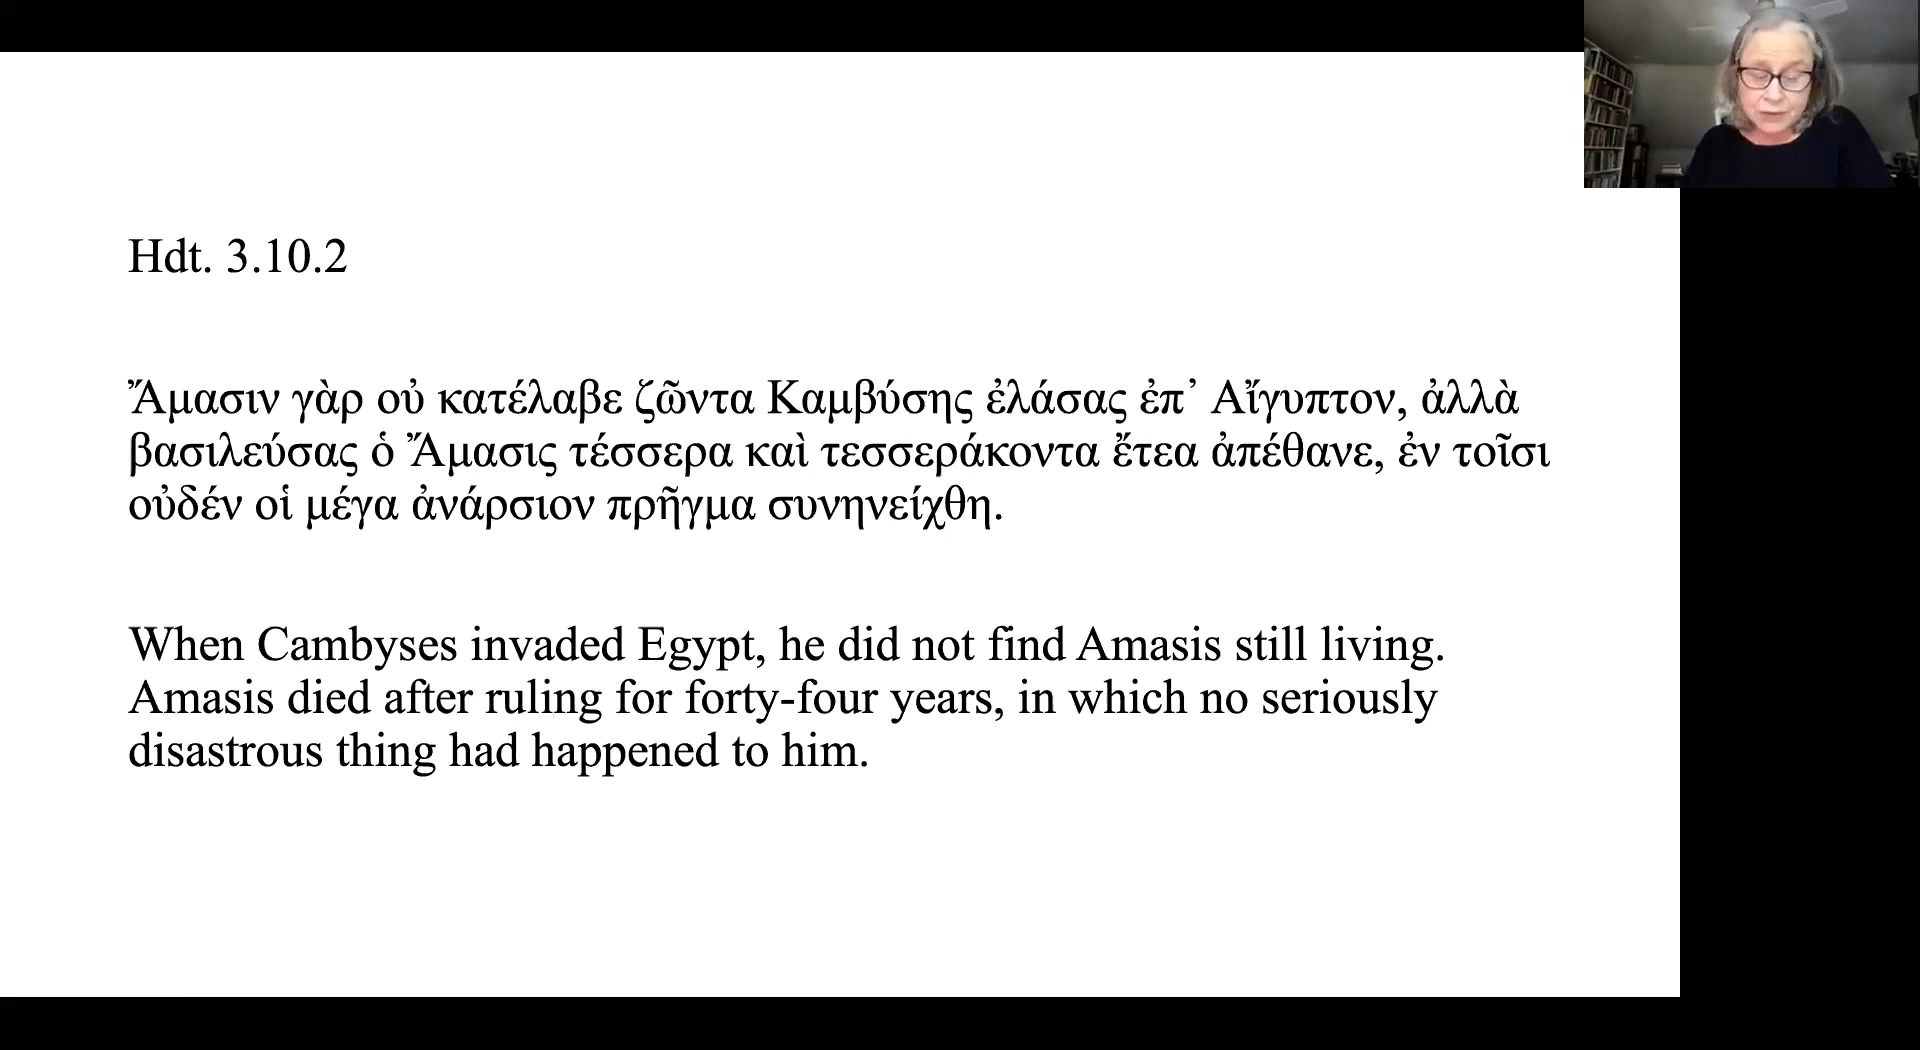 Hdt. 3.10.2
Ἄμασιν γὰρ οὐ κατέλαβε ζῶντα Καμβύσης ἐλάσας ἐπ’ Αἴγυπτον, ἀλλὰ
βασιλεύσας ὁ Ἄμασις τέσσερα καὶ τεσσεράκοντα ἔτεα ἀπέθανε, ἐν τοῖσι
οὐδέν οἱ μέγα ἀνάρσιον πρῆγμα συνηνείχθη.
When Cambyses invaded Egypt, he did not find Amasis still living.
Amasis died after ruling for forty-four years, in which no seriously
disastrous thing had happened to him.